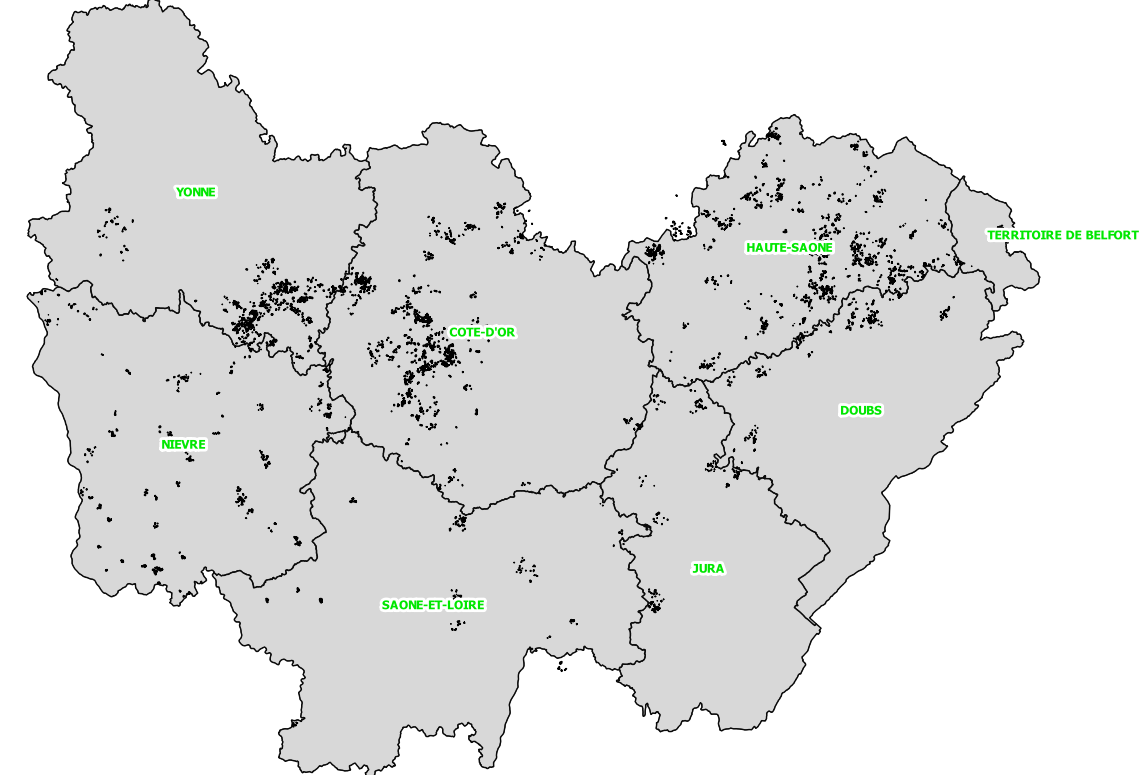 YONNE
TERRITOIRE DE BELFORT
HAUTE-SAONE
COTE-D'OR
DOUBS
NIEVRE
JURA
SAONE-ET-LOIRE